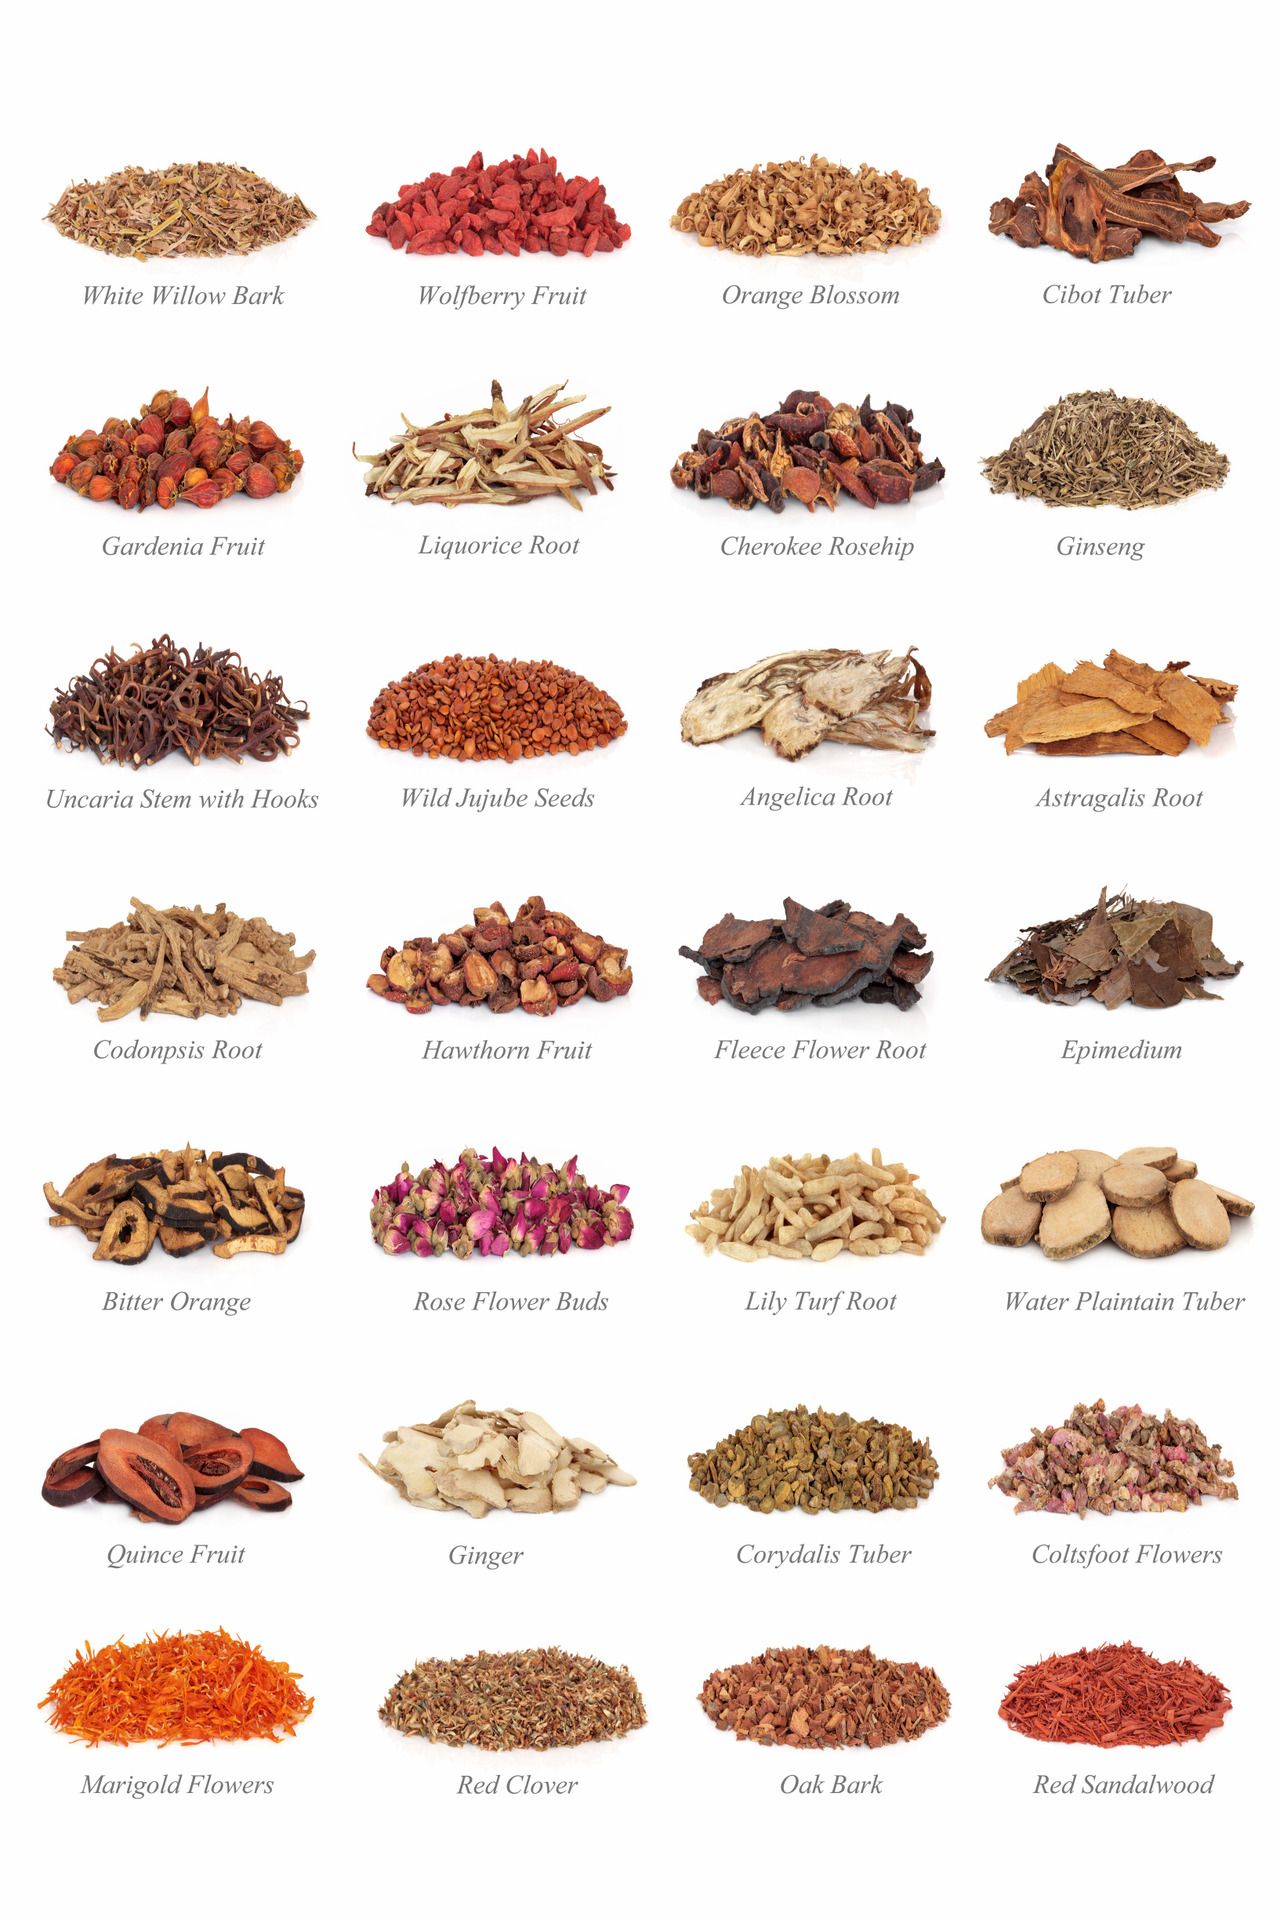 White Willow Bark
Wolfberry Fruit
Orange Blossom
Cibot Tuber
Gardenia Fruit
Liquorice Root
Cherokee Rosehip
Ginseng
Uncaria Stem with Hooks
Wild Jujube Seeds
Angelica Root
Astragalis Root
Codonpsis Root
Hawthorn Fruit
Fleece Flower Root
Epimedium
Bitter Orange
Rose Flower Buds
Lily Turf Root
Water Plaintain Tuber
Quince Fruit
Ginger
Corydalis Tuber
Coltsfoot Flowers
Marigold Flowers
Red Clover
Oak Bark
Red Sandalwood